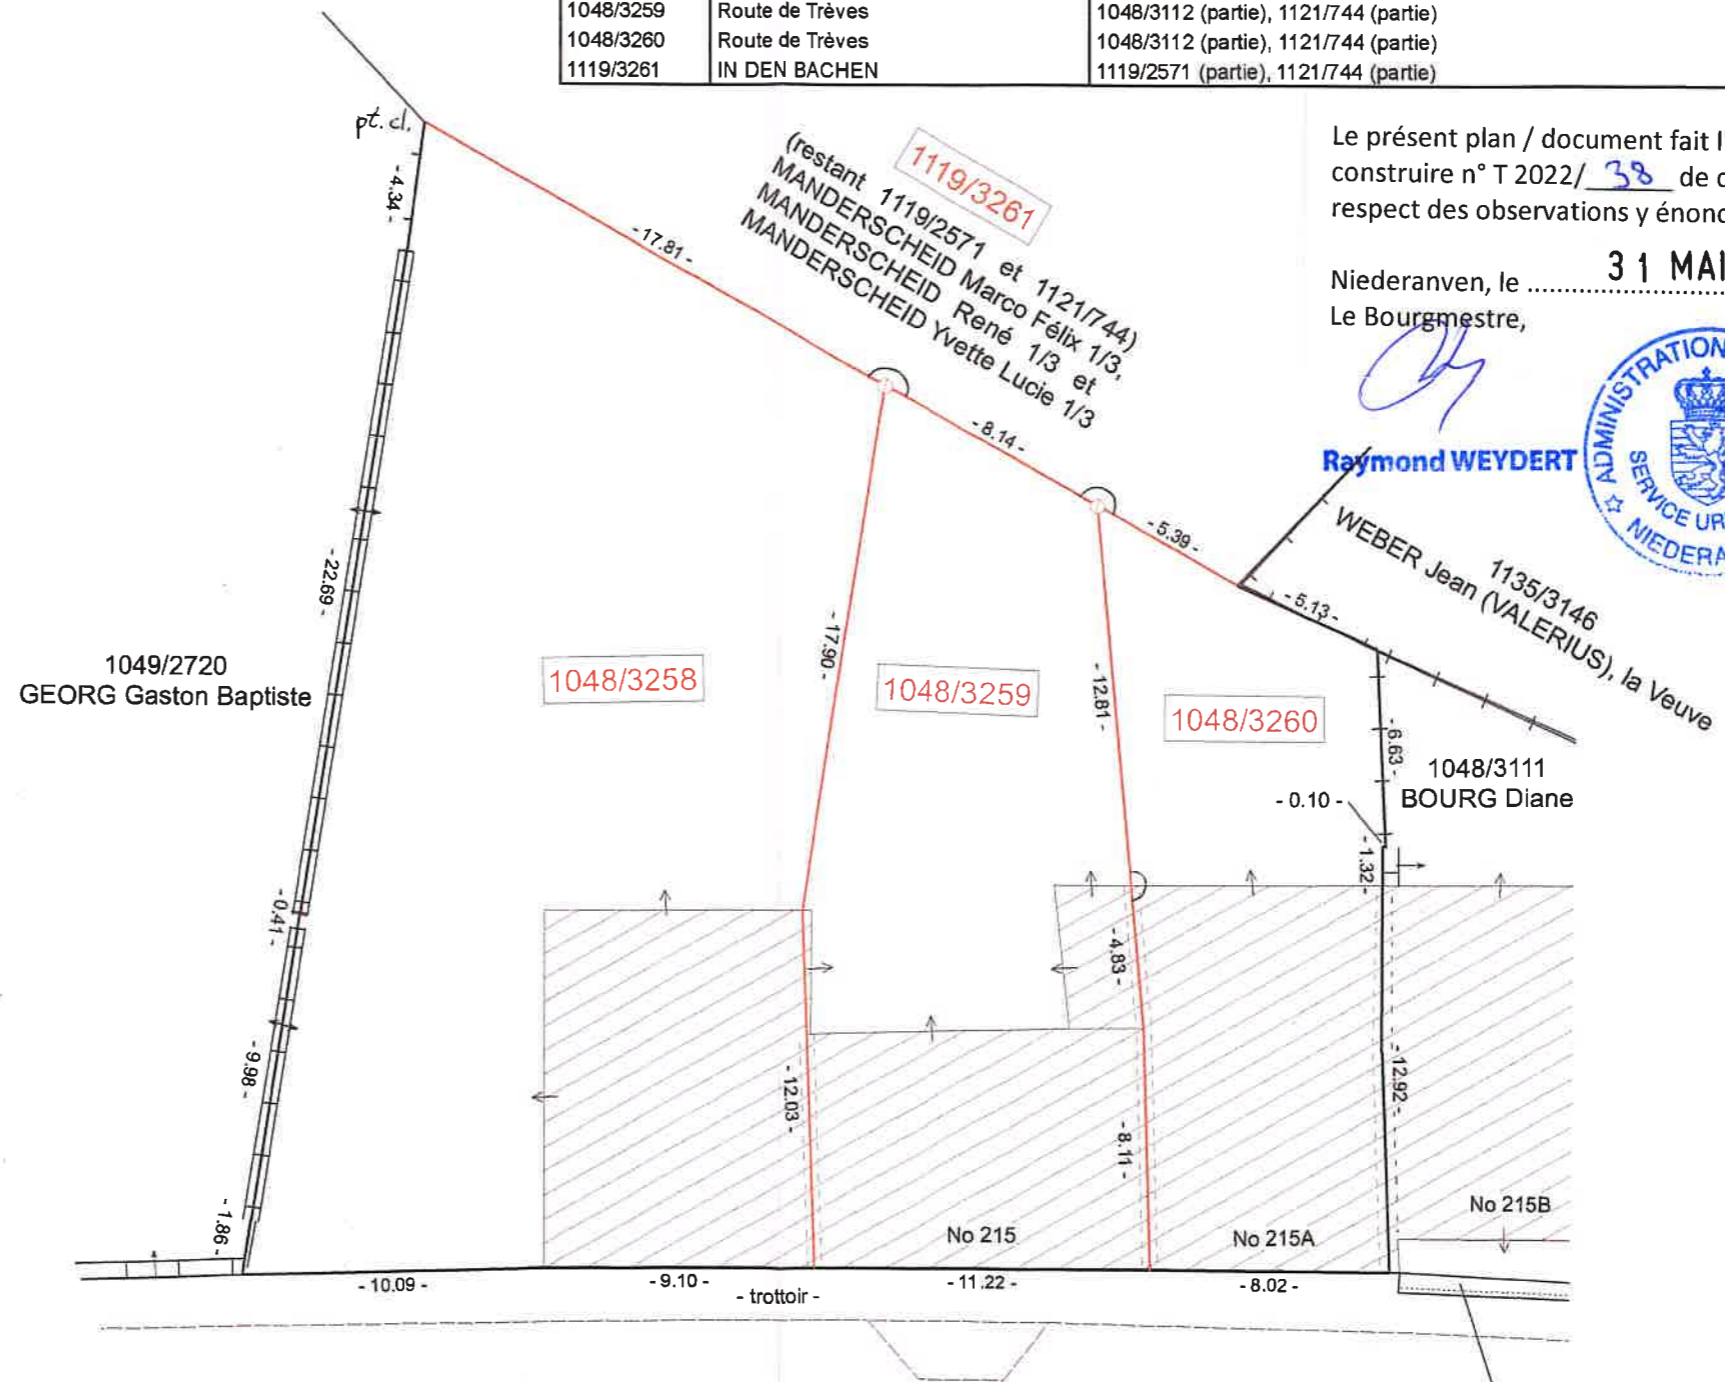 1048/3259 Route de Trèves 1048/3112 (partie), 1121/744 (partie)
1048/3260 Route de Trèves 1048/3112 (partie), 1121/744 (partie)
1119/3261 IN DEN BACHEN 1119/2571 (partie), 1121/744 (partie)
pt. cl.
Le présent plan / document fait l
construire n° T 2022/ 38 de c
respect des observations y énonc
Niederanven, le
31 MAI
Le Bourgmestre,
Raymond WEYDERT
ADMINISTRATION
SERVICE UR
NIEDERA
1119/3261
(restant 1119/2571 et 1121/744)
MANDERSCHEID Marco Félix 1/3,
MANDERSCHEID René 1/3 et
MANDERSCHEID Yvette Lucie 1/3
- 4.34 -
- 17.81 -
- 8.14 -
- 5.39 -
- 5.13 -
1135/3146
WEBER Jean (VALERIUS), la Veuve
- 22.69 -
- 17.90 -
- 12.81 -
- 6.63 -
1049/2720
GEORG Gaston Baptiste
1048/3258
1048/3259
1048/3260
1048/3111
BOURG Diane
- 0.10 -
- 1.32 -
- 0.41 -
- 4.83 -
- 9.98 -
- 12.03 -
- 8.11 -
- 12.92 -
- 1.86 -
No 215
No 215A
No 215B
- 10.09 -
- 9.10 -
- trottoir -
- 11.22 -
- 8.02 -